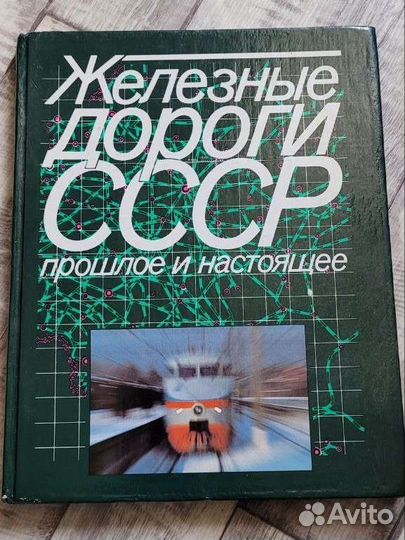 Железные
дороги
СССР
прошлое и настоящее
Avito